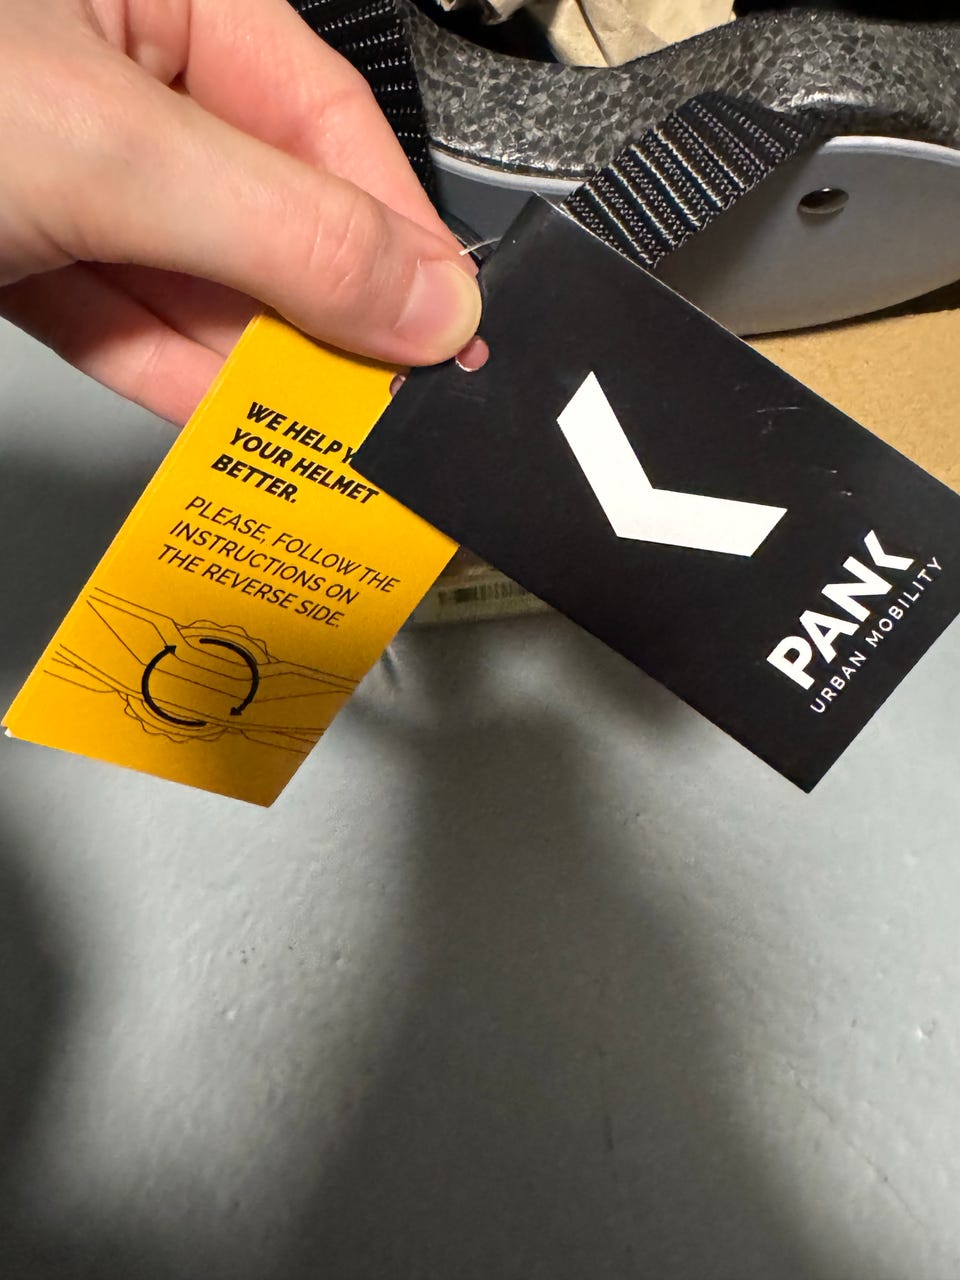 WE HELP Y
YOUR HELMET
BETTER.
PLEASE, FOLLOW THE
INSTRUCTIONS ON
THE REVERSE SIDE.
PANK
URBAN MOBILITY